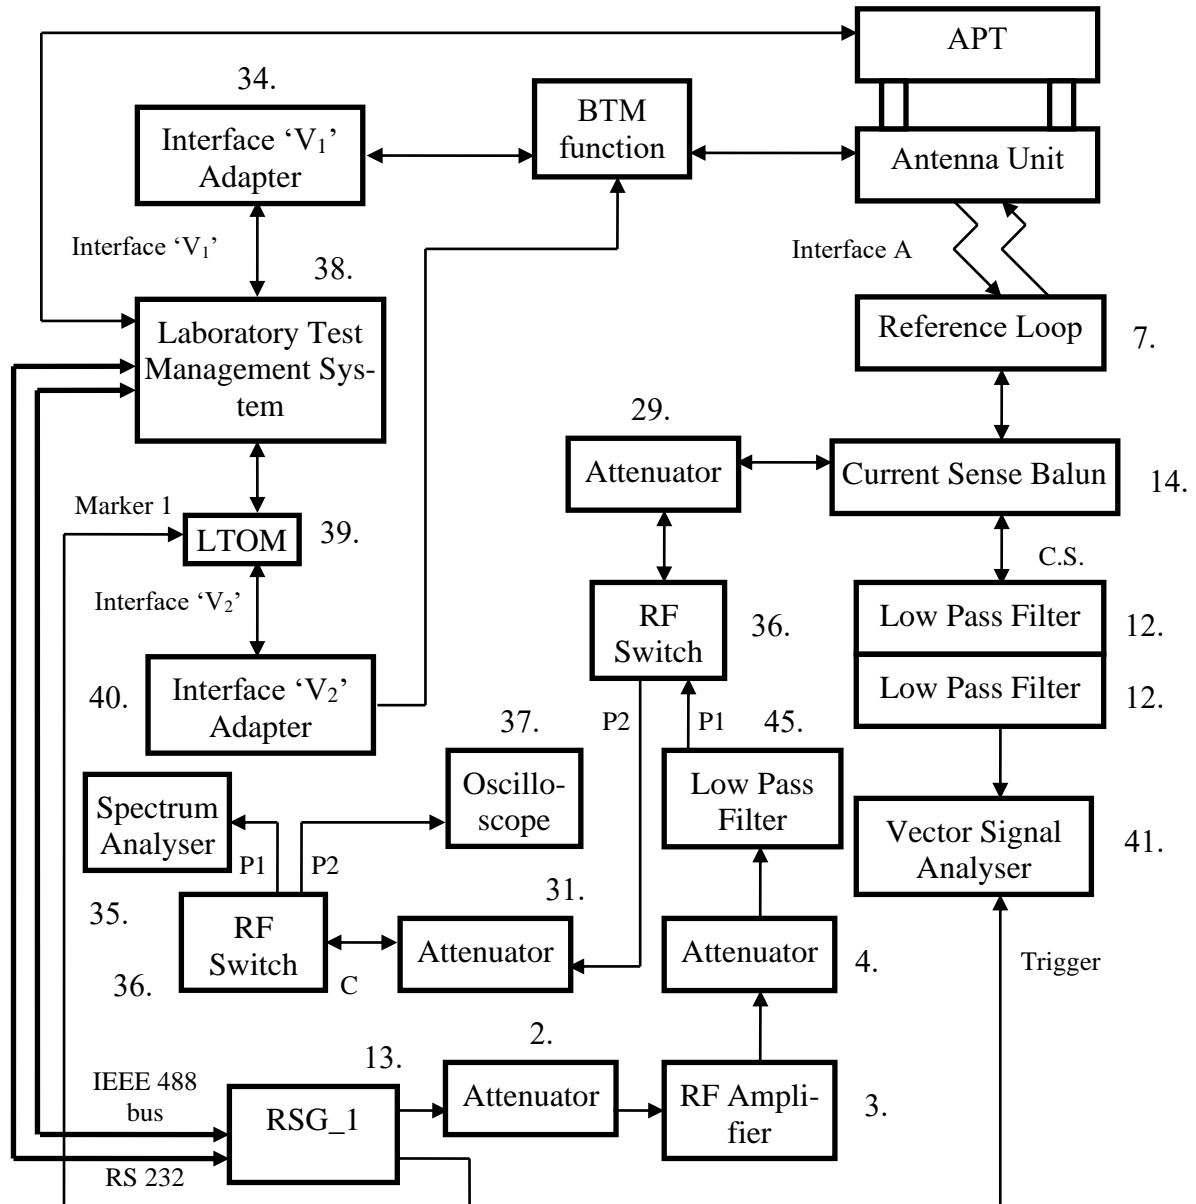 APT
34.
BTM
function
Interface ‘V1’
Adapter
Antenna Unit
Interface ‘V1’
Interface A
38.
Laboratory Test
Management Sys-
tem
Reference Loop
7.
29.
Attenuator
Current Sense Balun
14.
Marker 1
LTOM
39.
C.S.
Interface ‘V2’
RF
Switch
36.
Low Pass Filter
12.
40.
Interface ‘V2’
Adapter
Low Pass Filter
12.
P2
P1
37.
45.
Spectrum
Analyser
Oscillo-
scope
Low Pass
Filter
Vector Signal
Analyser
41.
P1
P2
35.
31.
RF
Switch
Attenuator
Attenuator
4.
Trigger
36.
C
2.
13.
IEEE 488
bus
RSG_1
Attenuator
RF Ampli-
fier
3.
RS 232